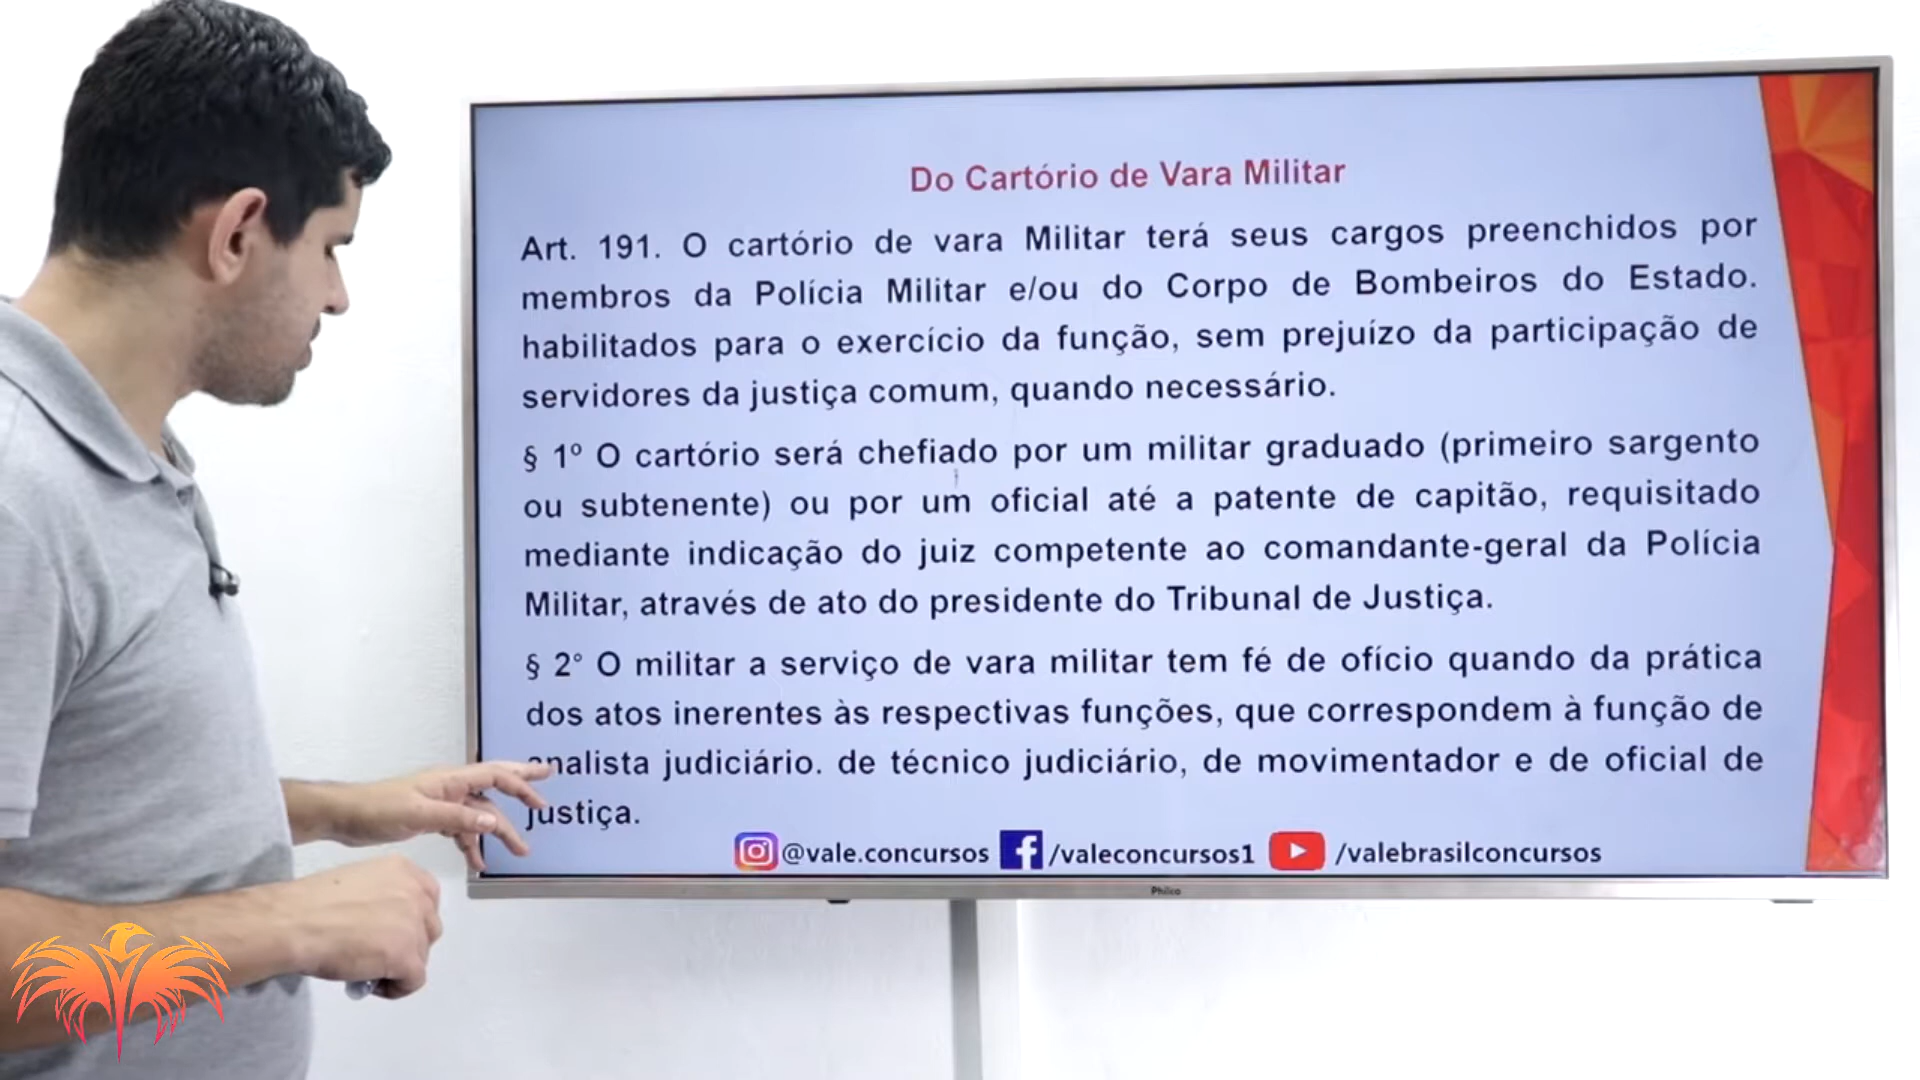 Do Cartório de Vara Militar
Art. 191. O cartório de vara Militar terá seus cargos preenchidos por
membros da Polícia Militar e/ou do Corpo de Bombeiros do Estado.
habilitados para o exercício da função, sem prejuízo da participação de
servidores da justiça comum, quando necessário.
§ 1º O cartório será chefiado por um militar graduado (primeiro sargento
ou subtenente) ou por um oficial até a patente de capitão, requisitado
mediante indicação do juiz competente ao comandante-geral da Polícia
Militar, através de ato do presidente do Tribunal de Justiça.
§ 2° O militar a serviço de vara militar tem fé de ofício quando da prática
dos atos inerentes às respectivas funções, que correspondem à função de
analista judiciário. de técnico judiciário, de movimentador e de oficial de
justiça.
@vale.concursos /valeconcursos1 /valebrasilconcursos
Philco